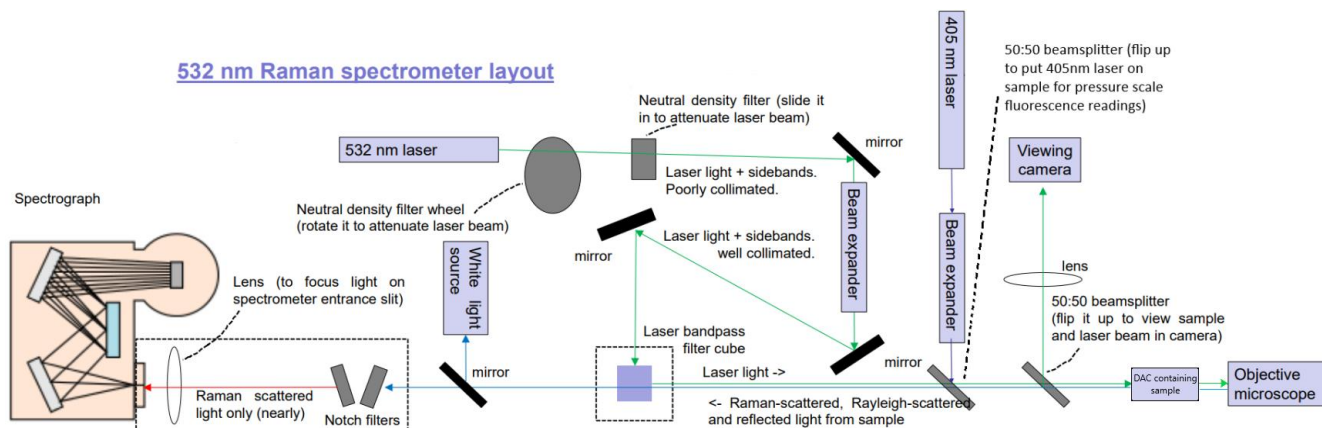 532 nm Raman spectrometer layout
532 nm laser
Neutral density filter (slide it
in to attenuate laser beam)
mirror
405 nm laser
50:50 beamsplitter (flip up
to put 405nm laser on
sample for pressure scale
fluorescence readings)
Viewing
camera
Laser light + sidebands.
Poorly collimated.
Spectrograph
Neutral density filter wheel
(rotate it to attenuate laser beam)
mirror
Laser light + sidebands.
well collimated.
Beam expander
Beam expander
lens
Lens (to focus light on
spectrometer entrance slit)
White light
source
50:50 beamsplitter
(flip it up to view sample
and laser beam in camera)
Laser bandpass
filter cube
mirror
mirror
Laser light ->
DAC containing
sample
Objective
microscope
Raman scattered
light only (nearly)
Notch filters
<- Raman-scattered, Rayleigh-scattered
and reflected light from sample